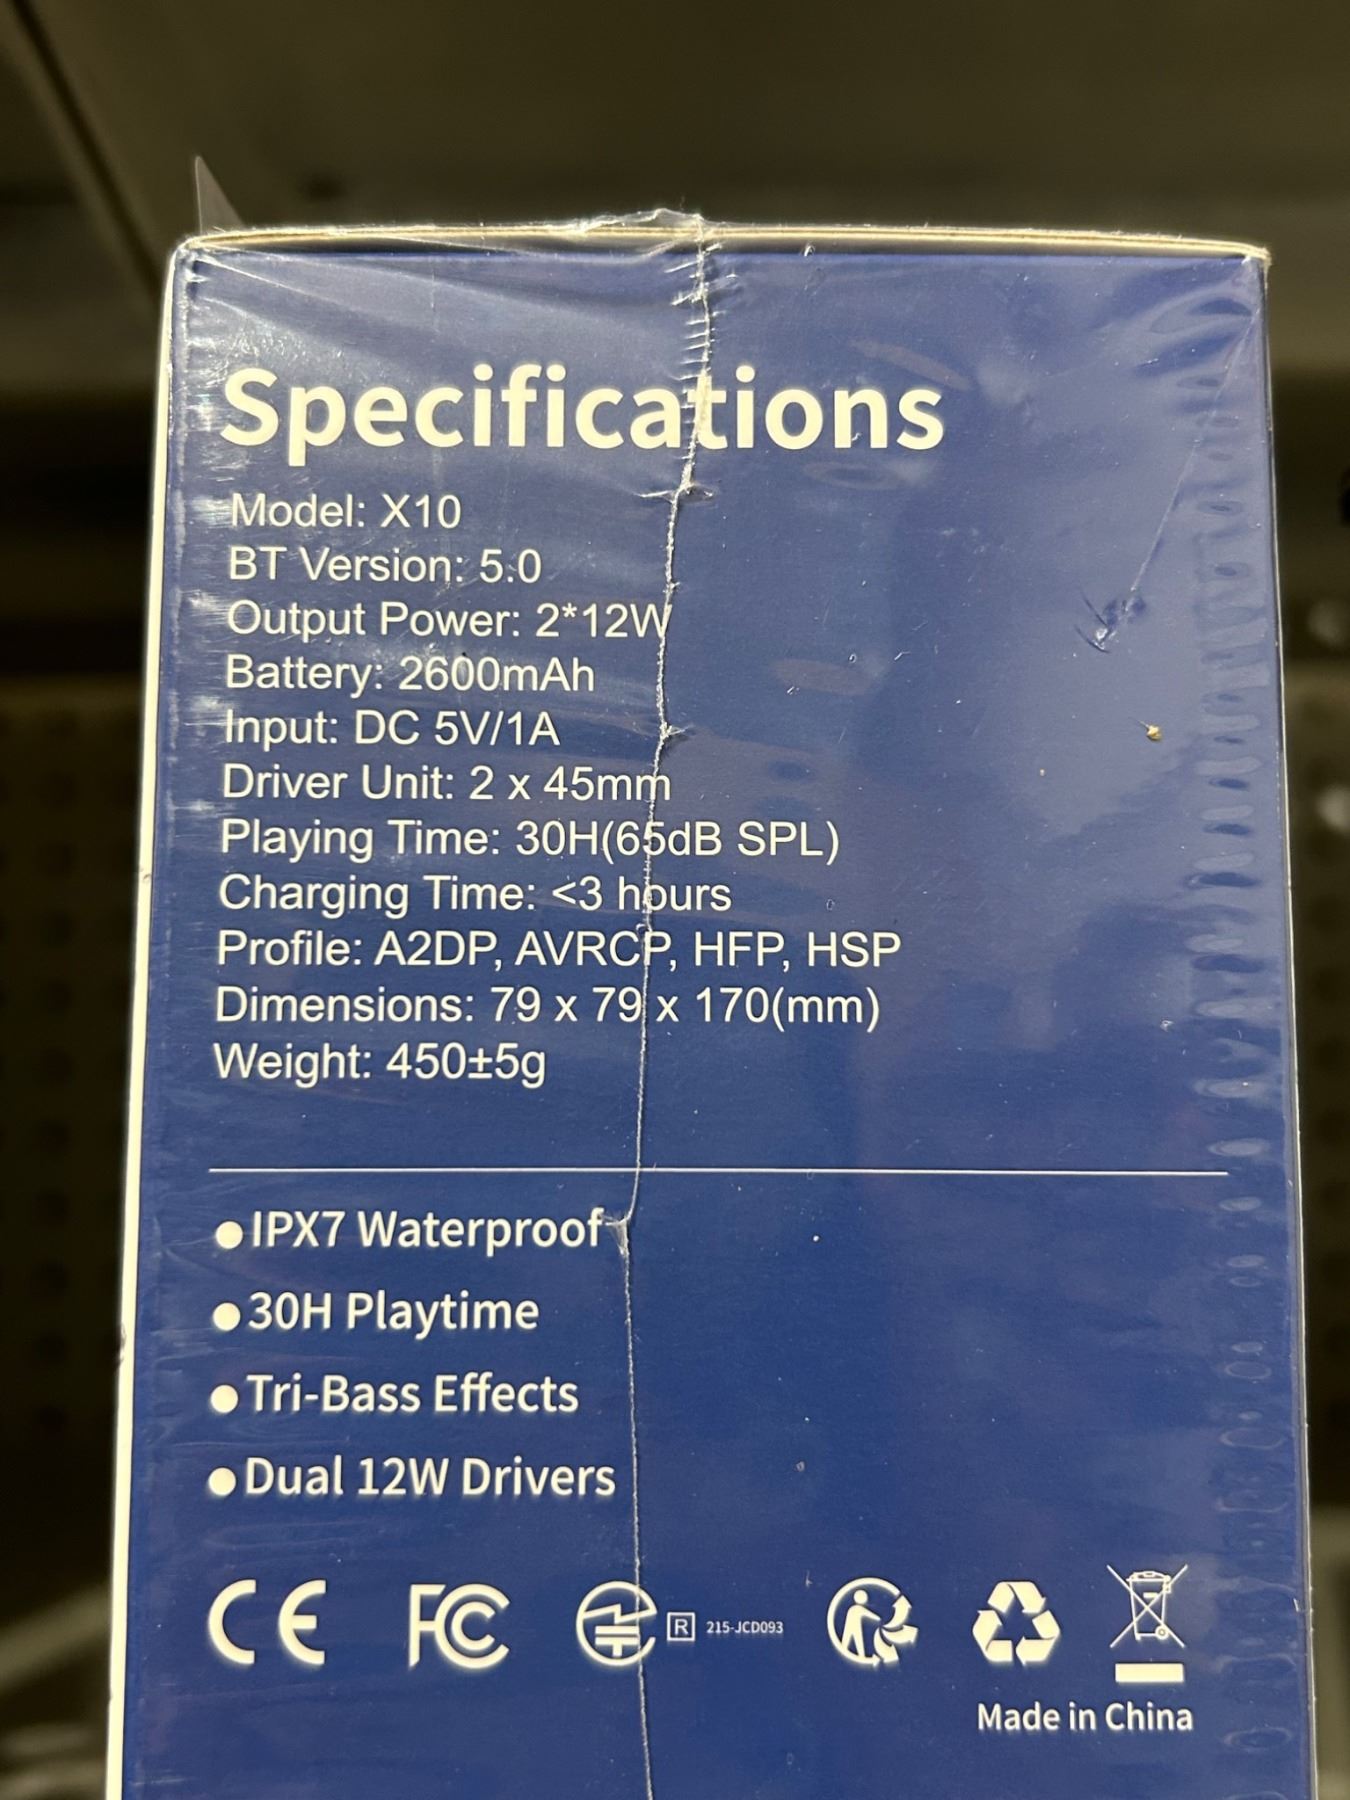 Specifications
Model: X10
BT Version: 5.0
Output Power: 2*12W
Battery: 2600mAh
Input: DC 5V/1A
Driver Unit: 2 x 45mm
Playing Time: 30H(65dB SPL)
Charging Time: <3 hours
Profile: A2DP, AVRCP, HFP, HSP
Dimensions: 79 x 79 x 170(mm)
Weight: 450±5g
●IPX7 Waterproof
●30H Playtime
●Tri-Bass Effects
●Dual 12W Drivers
CE FC R 215-JCD093
Made in China